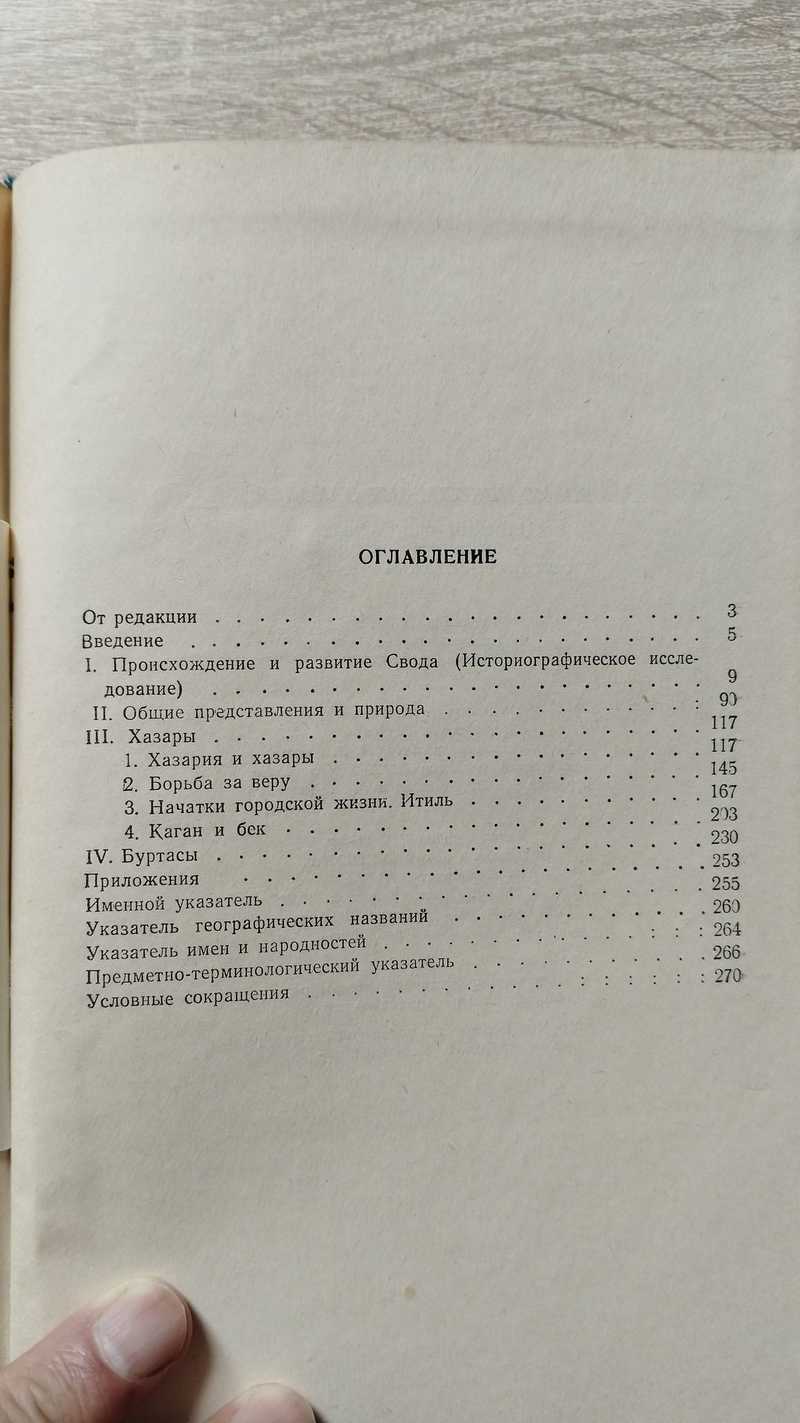 ОГЛАВЛЕНИЕ
От редакции . . . . . . . . . . . . . . . . . . . . . . 3
Введение . . . . . . . . . . . . . . . . . . . . . . . 5
I. Происхождение и развитие Свода (Историографическое иссле-
дование) . . . . . . . . . . . . . . . . . . . . . . 9
II. Общие представления и природа . . . . . . . . . . . . 90
III. Хазары . . . . . . . . . . . . . . . . . . . . . . 117
1. Хазария и хазары . . . . . . . . . . . . . . . . . 117
2. Борьба за веру . . . . . . . . . . . . . . . . . . 145
3. Начатки городской жизни. Итиль . . . . . . . . . . . 167
4. Каган и бек . . . . . . . . . . . . . . . . . . . 203
IV. Буртасы . . . . . . . . . . . . . . . . . . . . . . 230
Приложения . . . . . . . . . . . . . . . . . . . . . 253
Именной указатель . . . . . . . . . . . . . . . . . . . 255
Указатель географических названий . . . . . . . . . . . . 260
Указатель имен и народностей . . . . . . . . . . . . . . 264
Предметно-терминологический указатель . . . . . . . . . . . 266
Условные сокращения . . . . . . . . . . . . . . . . . . 270